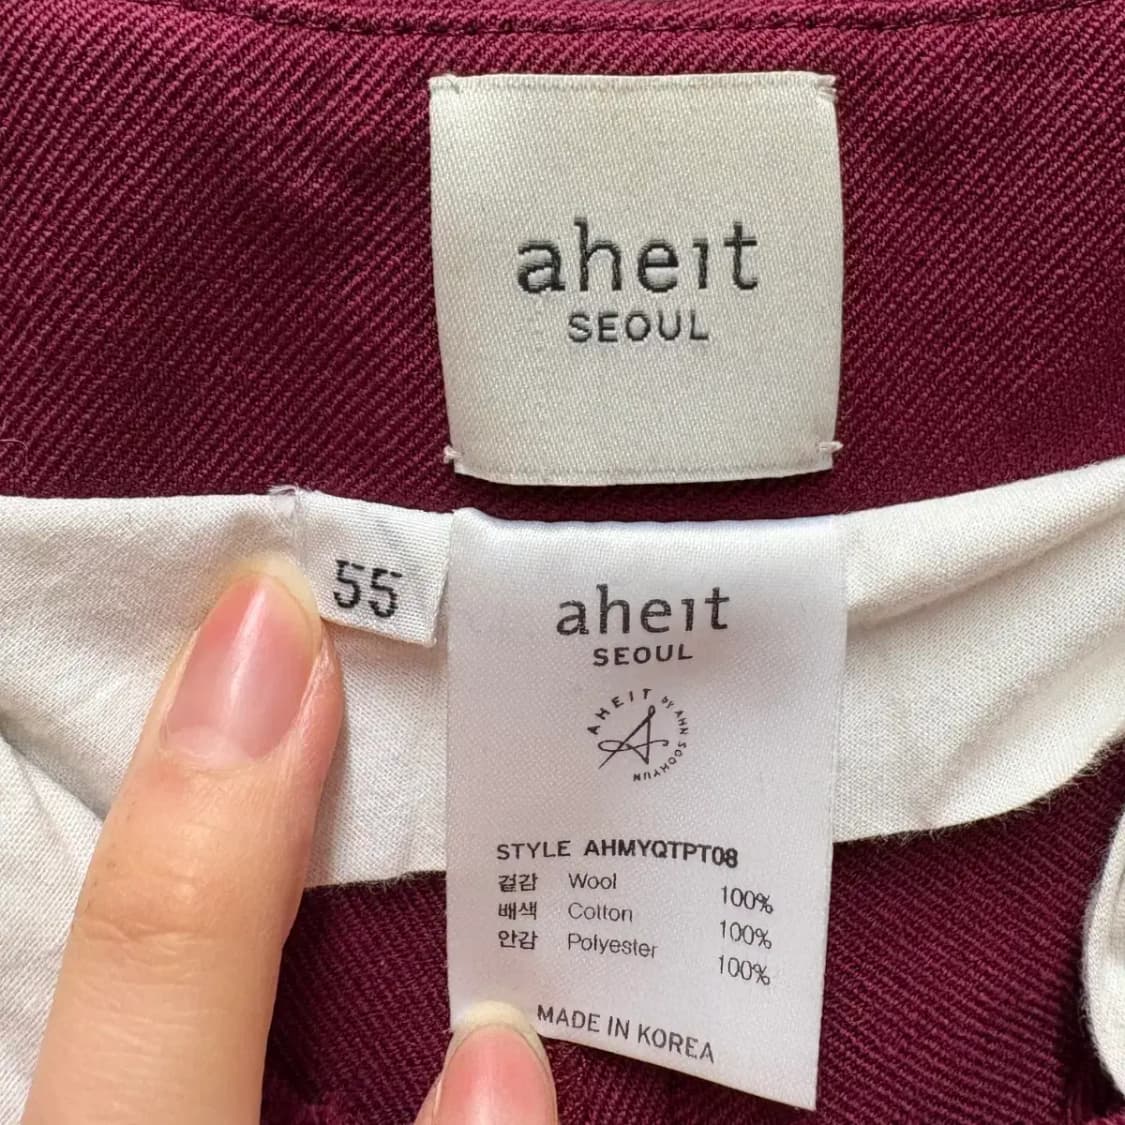 aheit
SEOUL
55
aheit
SEOUL
AHEIT by AHN SOOHYUN
STYLE AHMYQTPT08
겉감 Wool 100%
배색 Cotton 100%
안감 Polyester 100%
MADE IN KOREA